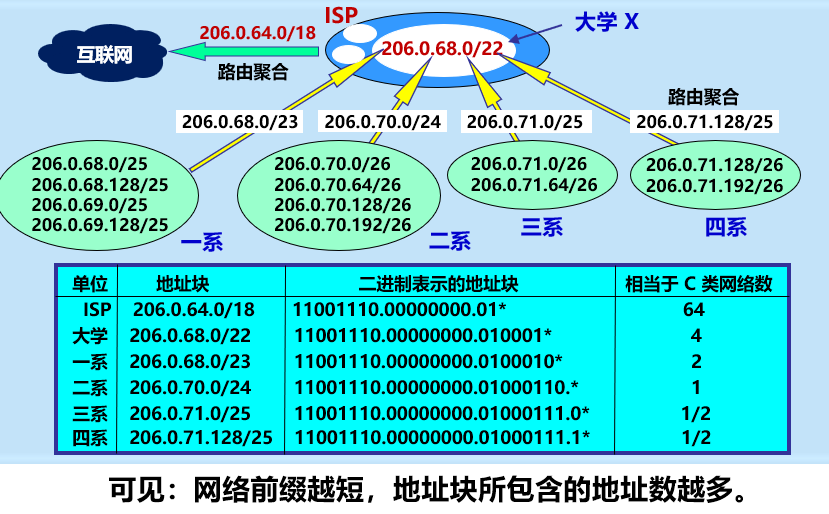 ISP
大学 X
206.0.64.0/18
互联网
206.0.68.0/22
路由聚合
路由聚合
206.0.68.0/23
206.0.70.0/24
206.0.71.0/25
206.0.71.128/25
206.0.68.0/25
206.0.68.128/25
206.0.69.0/25
206.0.69.128/25
一系
206.0.70.0/26
206.0.70.64/26
206.0.70.128/26
206.0.70.192/26
二系
206.0.71.0/26
206.0.71.64/26
三系
206.0.71.128/26
206.0.71.192/26
四系
单位 地址块 二进制表示的地址块 相当于 C 类网络数
ISP 206.0.64.0/18 11001110.00000000.01* 64
大学 206.0.68.0/22 11001110.00000000.010001* 4
一系 206.0.68.0/23 11001110.00000000.0100010* 2
二系 206.0.70.0/24 11001110.00000000.01000110.* 1
三系 206.0.71.0/25 11001110.00000000.01000111.0* 1/2
四系 206.0.71.128/25 11001110.00000000.01000111.1* 1/2
可见：网络前缀越短，地址块所包含的地址数越多。